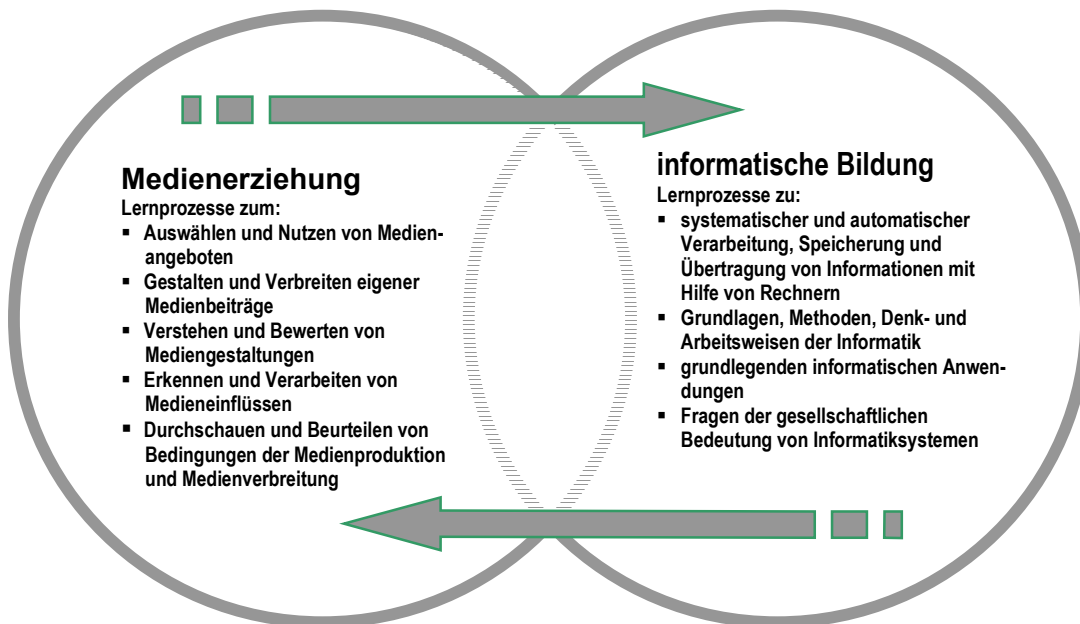 Medienerziehung
Lernprozesse zum:
▪ Auswählen und Nutzen von Medien-
angeboten
▪ Gestalten und Verbreiten eigener
Medienbeiträge
▪ Verstehen und Bewerten von
Mediengestaltungen
▪ Erkennen und Verarbeiten von
Medieneinflüssen
▪ Durchschauen und Beurteilen von
Bedingungen der Medienproduktion
und Medienverbreitung
informatische Bildung
Lernprozesse zu:
▪ systematischer und automatischer
Verarbeitung, Speicherung und
Übertragung von Informationen mit
Hilfe von Rechnern
▪ Grundlagen, Methoden, Denk- und
Arbeitsweisen der Informatik
▪ grundlegenden informatischen Anwen-
dungen
▪ Fragen der gesellschaftlichen
Bedeutung von Informatiksystemen